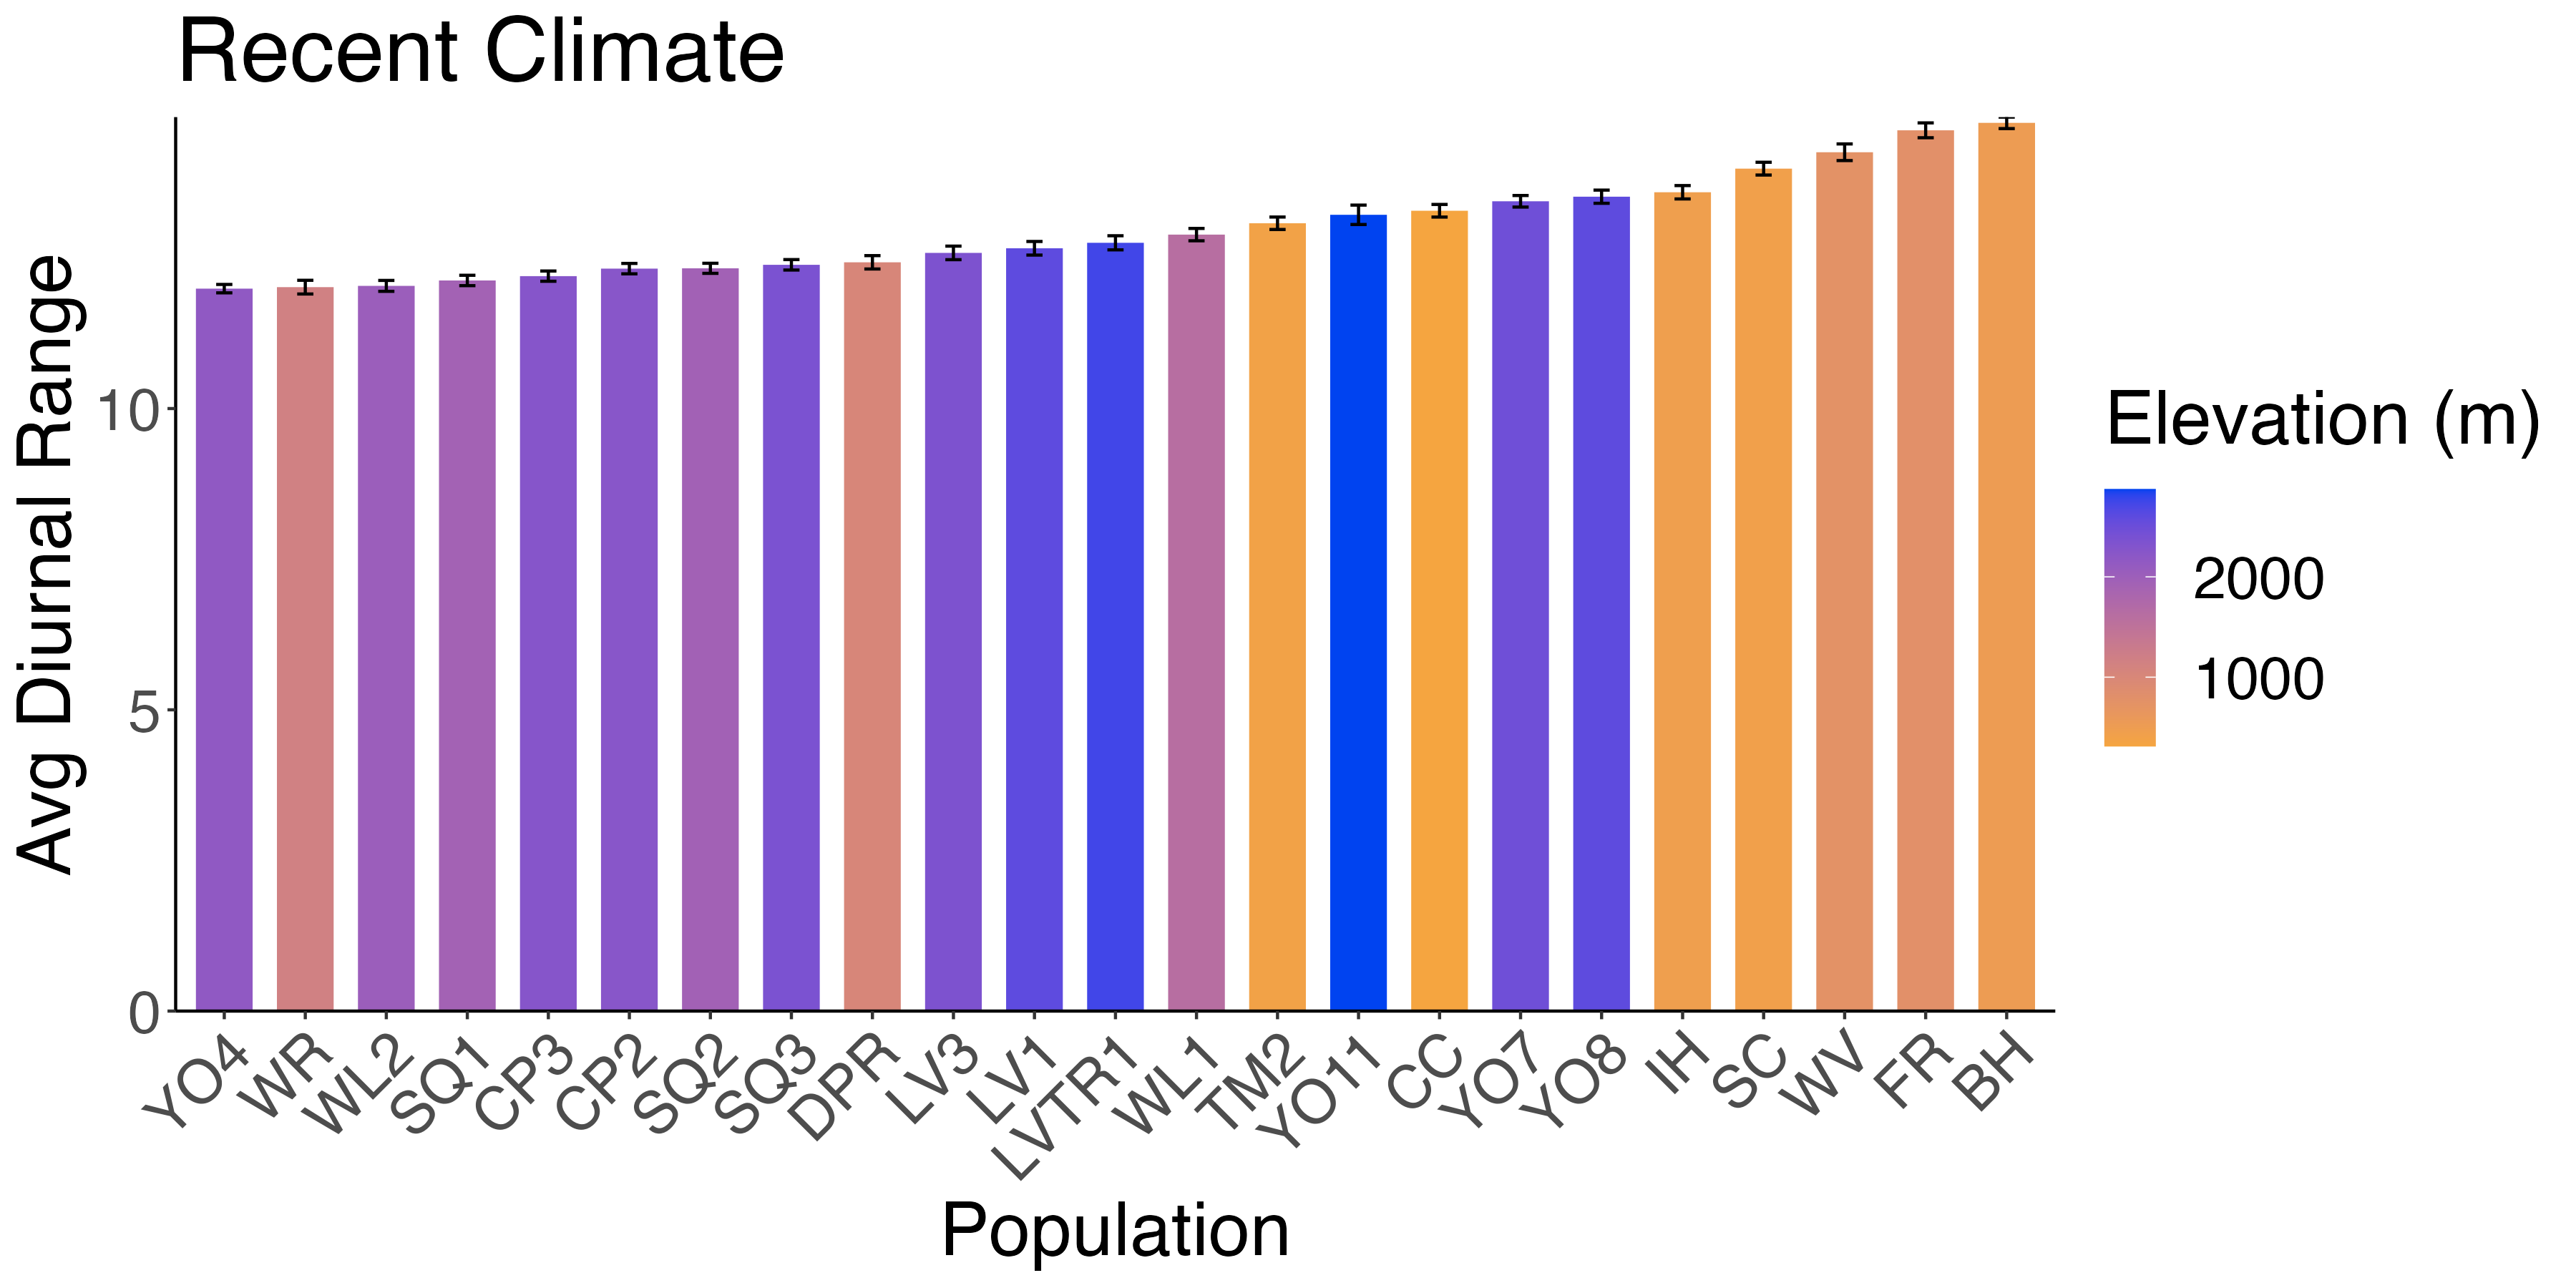 Recent Climate
Avg Diurnal Range
10
5
0
YO4
WR
WL2
SQ1
CP3
CP2
SQ2
SQ3
DPR
LV3
LV1
LVTR1
WL1
TM2
YO11
CC
YO7
YO8
IH
SC
WV
FR
BH
Population
Elevation (m)
2000
1000